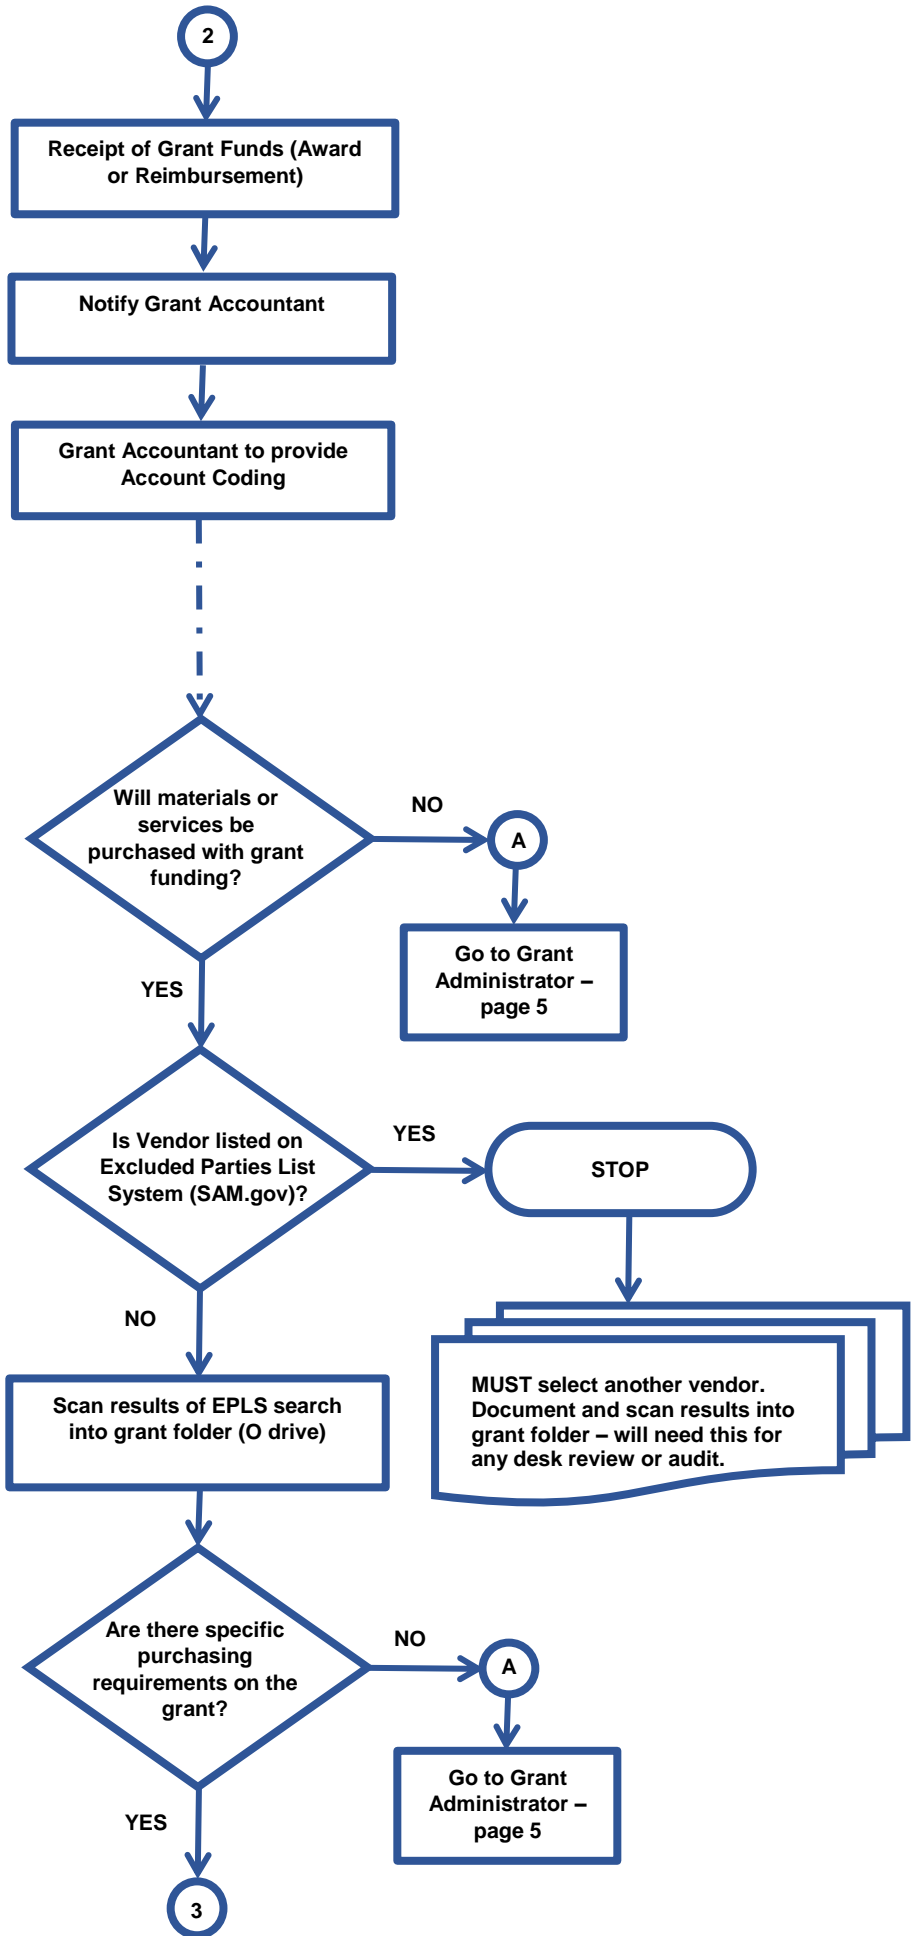 2
Receipt of Grant Funds (Award
or Reimbursement)
Notify Grant Accountant
Grant Accountant to provide
Account Coding
Will materials or
services be
purchased with grant
funding?
NO
A
Go to Grant
Administrator –
page 5
YES
Is Vendor listed on
Excluded Parties List
System (SAM.gov)?
YES
STOP
MUST select another vendor.
Document and scan results into
grant folder – will need this for
any desk review or audit.
NO
Scan results of EPLS search
into grant folder (O drive)
Are there specific
purchasing
requirements on the
grant?
NO
A
Go to Grant
Administrator –
page 5
YES
3